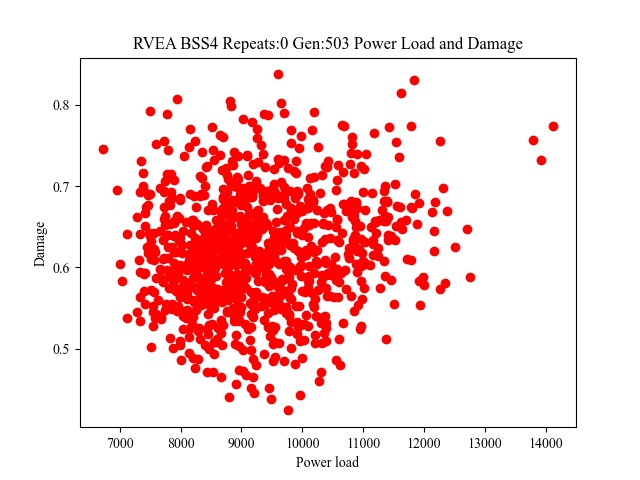 RVEA BSS4 Repeats:0 Gen:503 Power Load and Damage
0.8
0.7
0.6
0.5
Damage
7000 8000 9000 10000 11000 12000 13000 14000
Power load